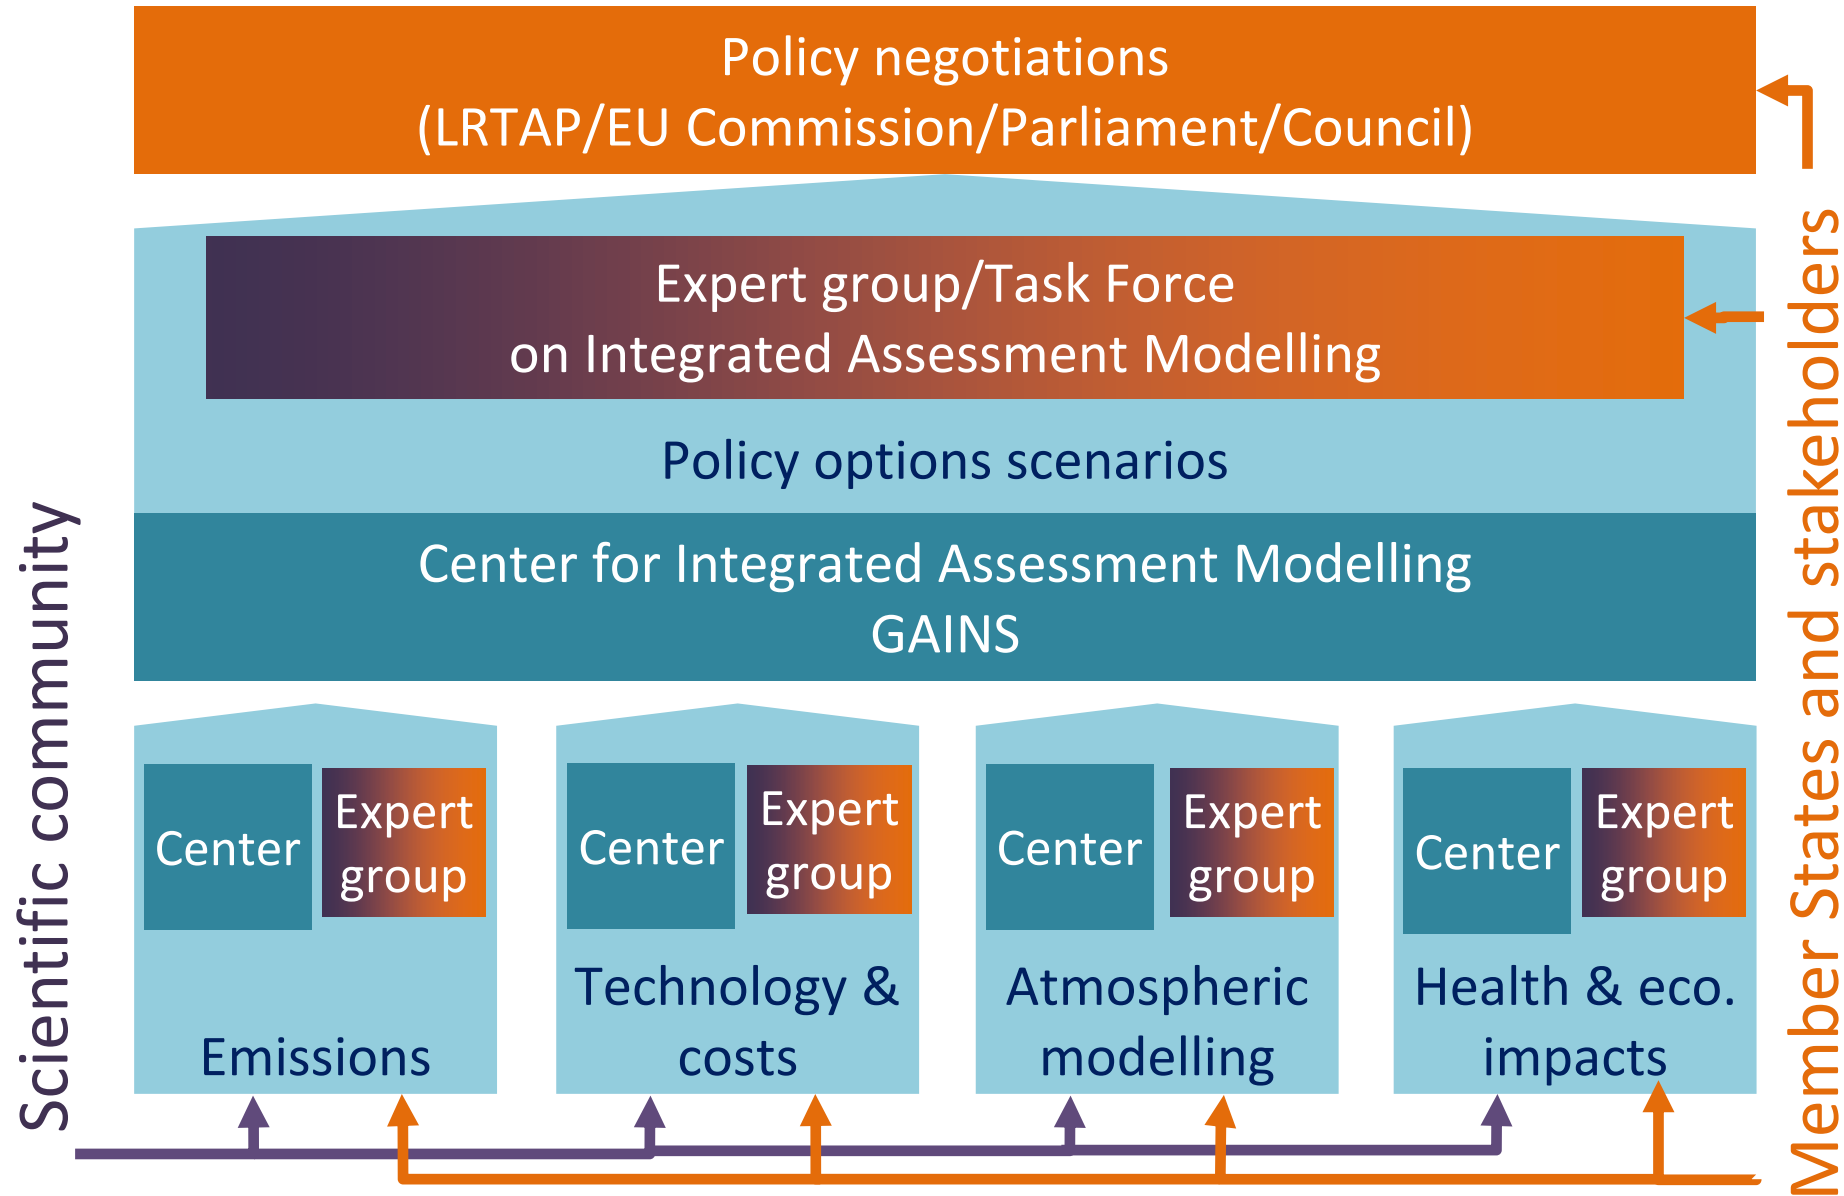 Policy negotiations
(LRTAP/EU Commission/Parliament/Council)
Expert group/Task Force
on Integrated Assessment Modelling
Policy options scenarios
Center for Integrated Assessment Modelling
GAINS
Center
Expert
group
Emissions
Center
Expert
group
Technology &
costs
Center
Expert
group
Atmospheric
modelling
Center
Expert
group
Health & eco.
impacts
Scientific community
Member States and stakeholders